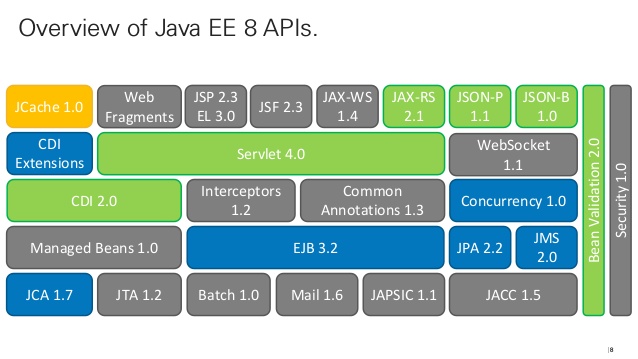 Overview of Java EE 8 APIs.
JCache 1.0
Web
Fragments
JSP 2.3
EL 3.0
JSF 2.3
JAX-WS
1.4
JAX-RS
2.1
JSON-P
1.1
JSON-B
1.0
CDI
Extensions
Servlet 4.0
WebSocket
1.1
CDI 2.0
Interceptors
1.2
Common
Annotations 1.3
Concurrency 1.0
Managed Beans 1.0
EJB 3.2
JPA 2.2
JMS
2.0
JCA 1.7
JTA 1.2
Batch 1.0
Mail 1.6
JAPSIC 1.1
JACC 1.5
Bean Validation 2.0
Security 1.0
|8